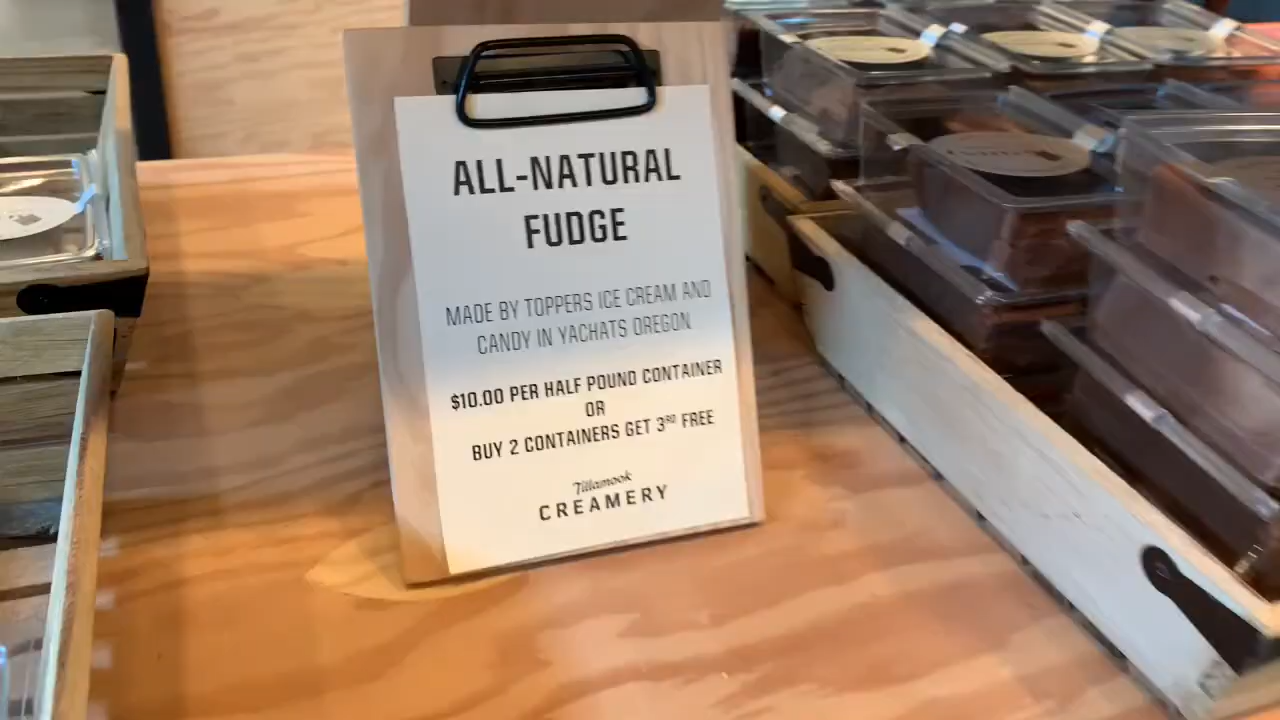 ALL-NATURAL
FUDGE
MADE BY TOPPERS ICE CREAM AND
CANDY IN YACHATS OREGON
$10.00 PER HALF POUND CONTAINER
OR
BUY 2 CONTAINERS GET 3RD FREE
Tillamook
CREAMERY